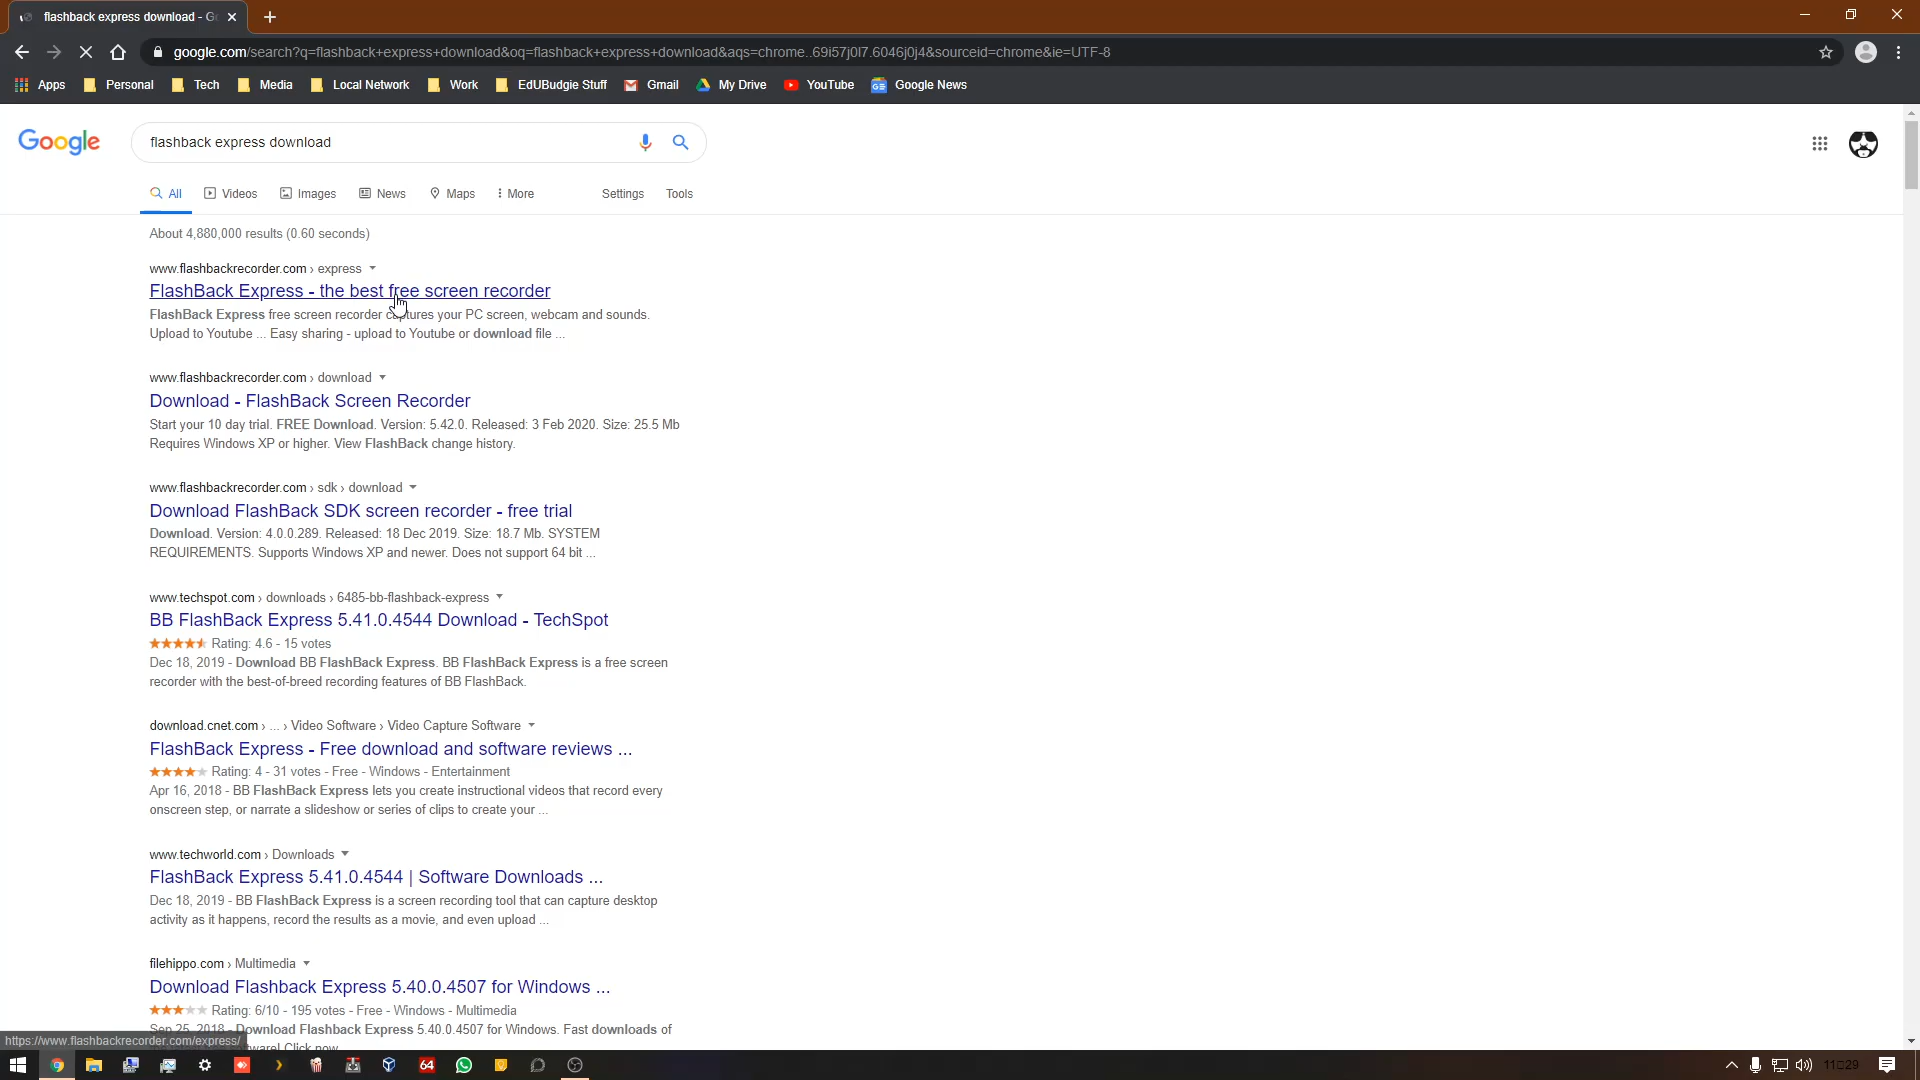 flashback express download - G
google.com/search?q=flashback+express+download&oq=flashback+express+download&aqs=chrome..69i57j0l7.6046j0j4&sourceid=chrome&ie=UTF-8
Apps Personal Tech Media Local Network Work EdUBudgie Stuff Gmail My Drive YouTube Google News
Google
flashback express download
All Videos Images News Maps More Settings Tools
About 4,880,000 results (0.60 seconds)
www.flashbackrecorder.com › express
FlashBack Express - the best free screen recorder
FlashBack Express free screen recorder captures your PC screen, webcam and sounds.
Upload to Youtube ... Easy sharing - upload to Youtube or download file ...
www.flashbackrecorder.com › download
Download - FlashBack Screen Recorder
Start your 10 day trial. FREE Download. Version: 5.42.0. Released: 3 Feb 2020. Size: 25.5 Mb
Requires Windows XP or higher. View FlashBack change history.
www.flashbackrecorder.com › sdk › download
Download FlashBack SDK screen recorder - free trial
Download. Version: 4.0.0.289. Released: 18 Dec 2019. Size: 18.7 Mb. SYSTEM
REQUIREMENTS. Supports Windows XP and newer. Does not support 64 bit ...
www.techspot.com › downloads › 6485-bb-flashback-express
BB FlashBack Express 5.41.0.4544 Download - TechSpot
Rating: 4.6 - 15 votes
Dec 18, 2019 - Download BB FlashBack Express. BB FlashBack Express is a free screen
recorder with the best-of-breed recording features of BB FlashBack.
download.cnet.com › ... › Video Software › Video Capture Software
FlashBack Express - Free download and software reviews ...
Rating: 4 - 31 votes - Free - Windows - Entertainment
Apr 16, 2018 - BB FlashBack Express lets you create instructional videos that record every
onscreen step, or narrate a slideshow or series of clips to create your ...
www.techworld.com › Downloads
FlashBack Express 5.41.0.4544 | Software Downloads ...
Dec 18, 2019 - BB FlashBack Express is a screen recording tool that can capture desktop
activity as it happens, record the results as a movie, and even upload ...
filehippo.com › Multimedia
Download Flashback Express 5.40.0.4507 for Windows ...
Rating: 6/10 - 195 votes - Free - Windows - Multimedia
Sep 25, 2018 - Download Flashback Express 5.40.0.4507 for Windows. Fast downloads of
Click now
https://www.flashbackrecorder.com/express/
64